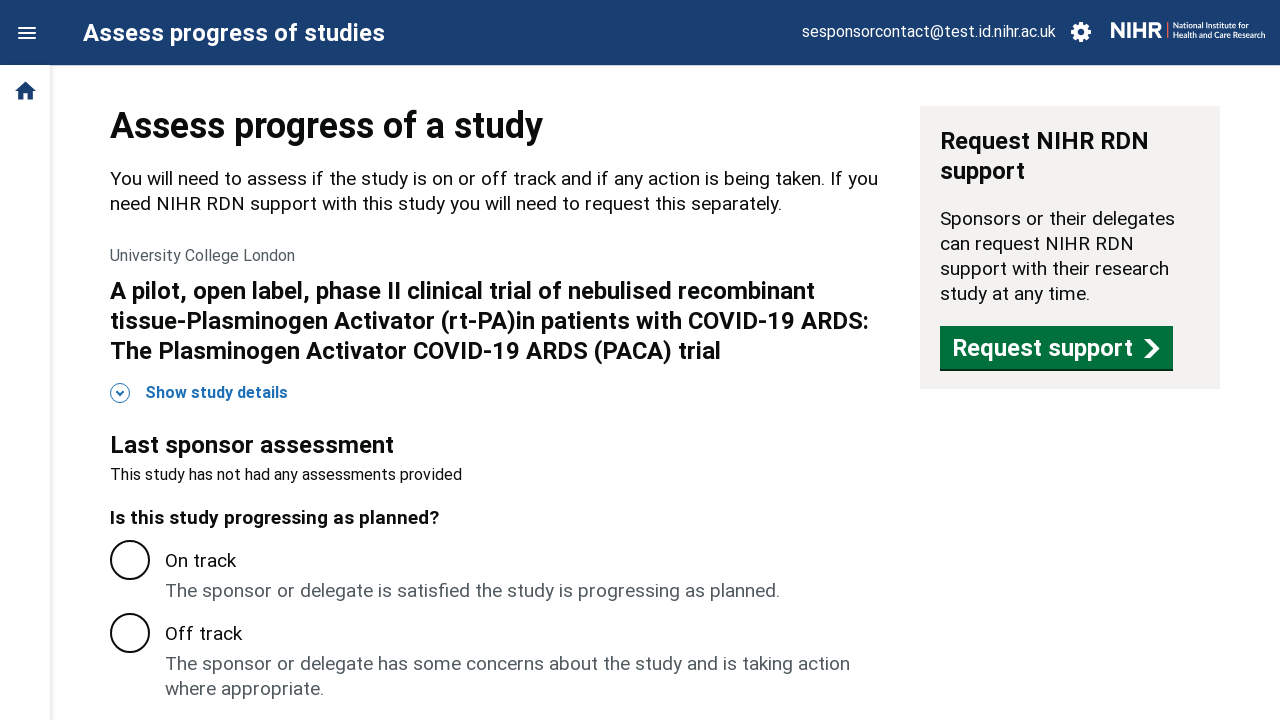 Assess progress of studies
sesponsorcontact@test.id.nihr.ac.uk
NIHR | National Institute for
Health and Care Research
Assess progress of a study
You will need to assess if the study is on or off track and if any action is being taken. If you
need NIHR RDN support with this study you will need to request this separately.
University College London
A pilot, open label, phase II clinical trial of nebulised recombinant
tissue-Plasminogen Activator (rt-PA)in patients with COVID-19 ARDS:
The Plasminogen Activator COVID-19 ARDS (PACA) trial
Show study details
Last sponsor assessment
This study has not had any assessments provided
Is this study progressing as planned?
On track
The sponsor or delegate is satisfied the study is progressing as planned.
Off track
The sponsor or delegate has some concerns about the study and is taking action
where appropriate.
Request NIHR RDN
support
Sponsors or their delegates
can request NIHR RDN
support with their research
study at any time.
Request support